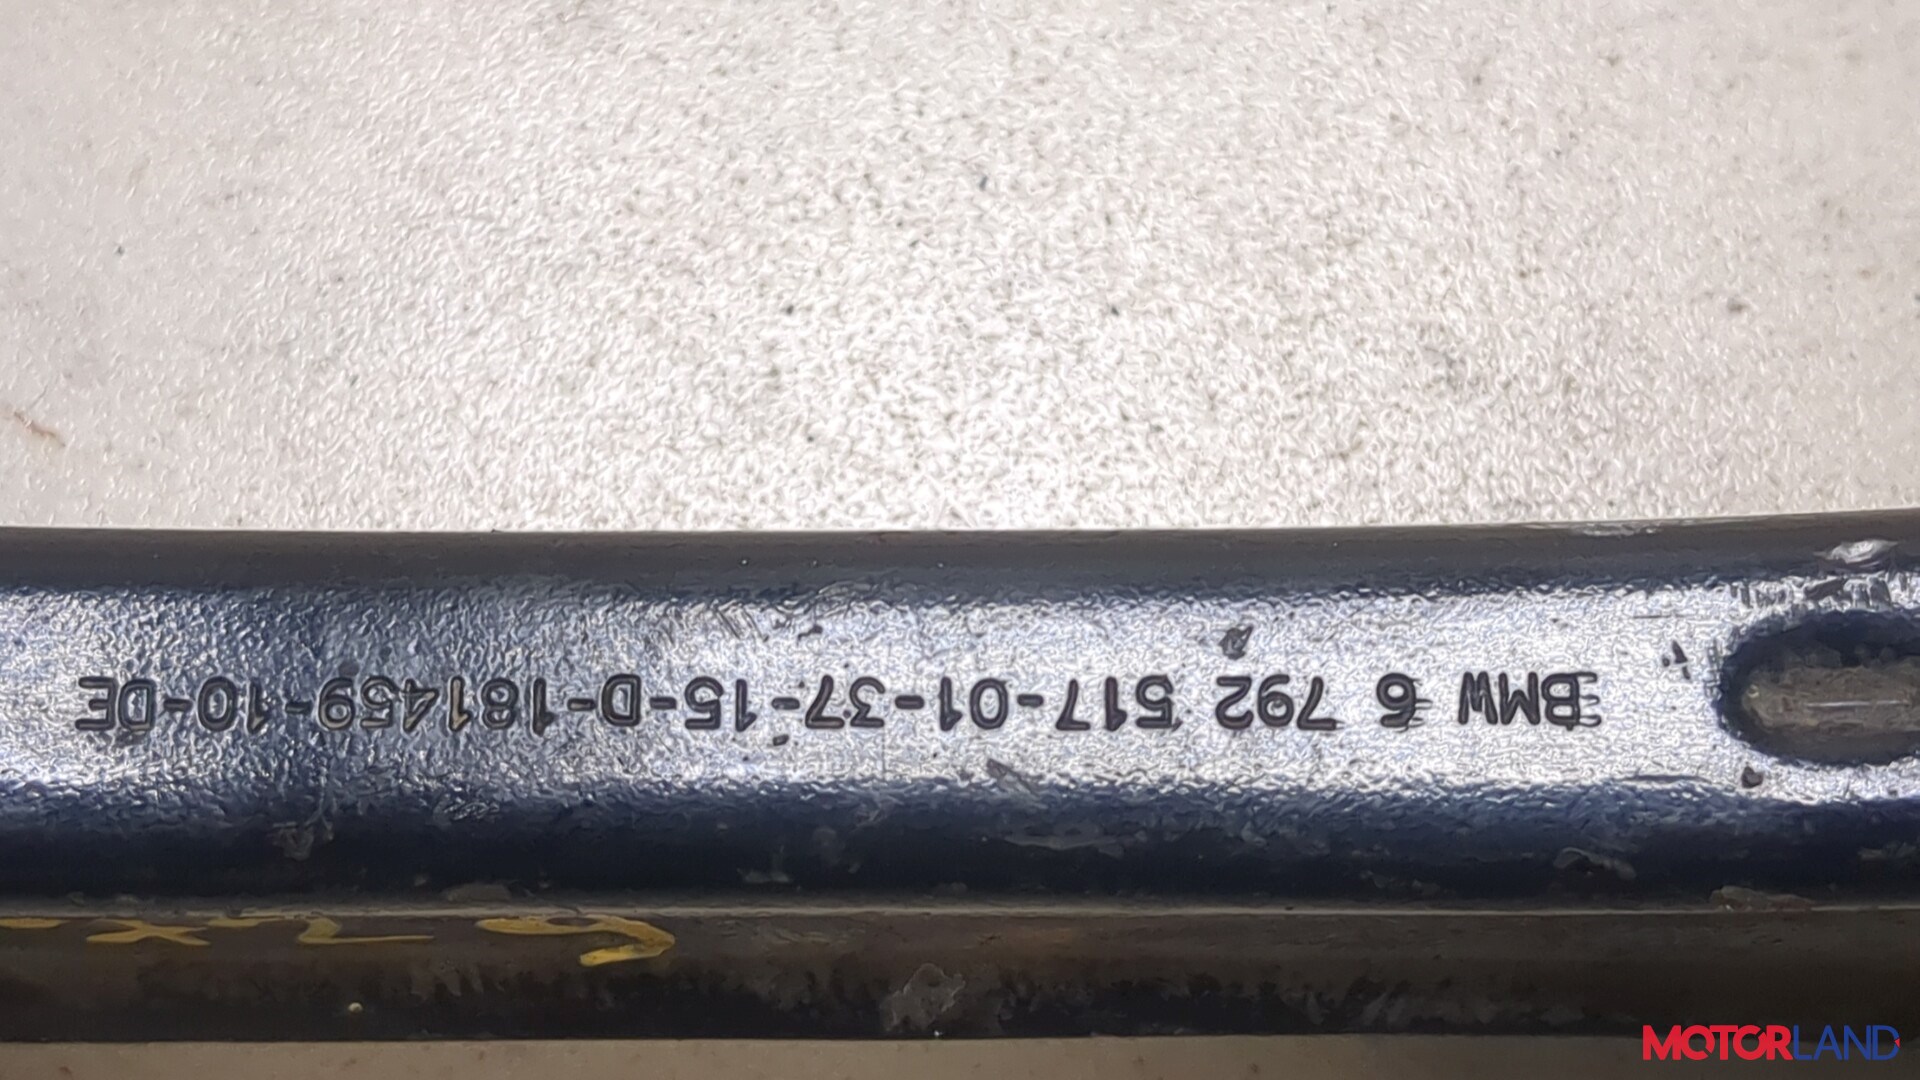 BMW 6 792 517-01-37-15-D-181459-10-DE
MOTORLAND